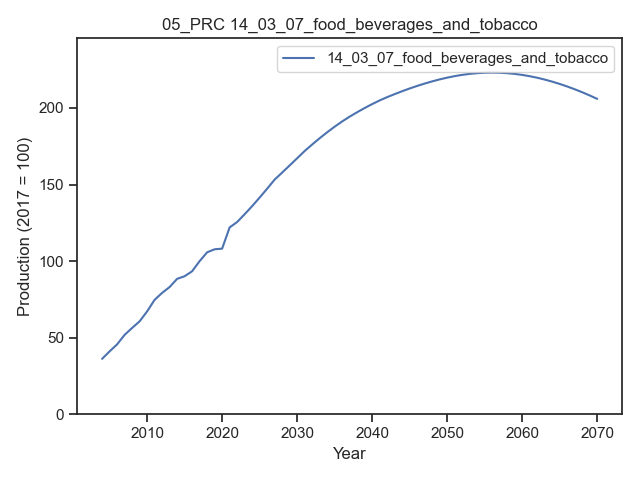 05_PRC 14_03_07_food_beverages_and_tobacco
14_03_07_food_beverages_and_tobacco
Production (2017 = 100)
200
150
100
50
0
2010 2020 2030 2040 2050 2060 2070
Year